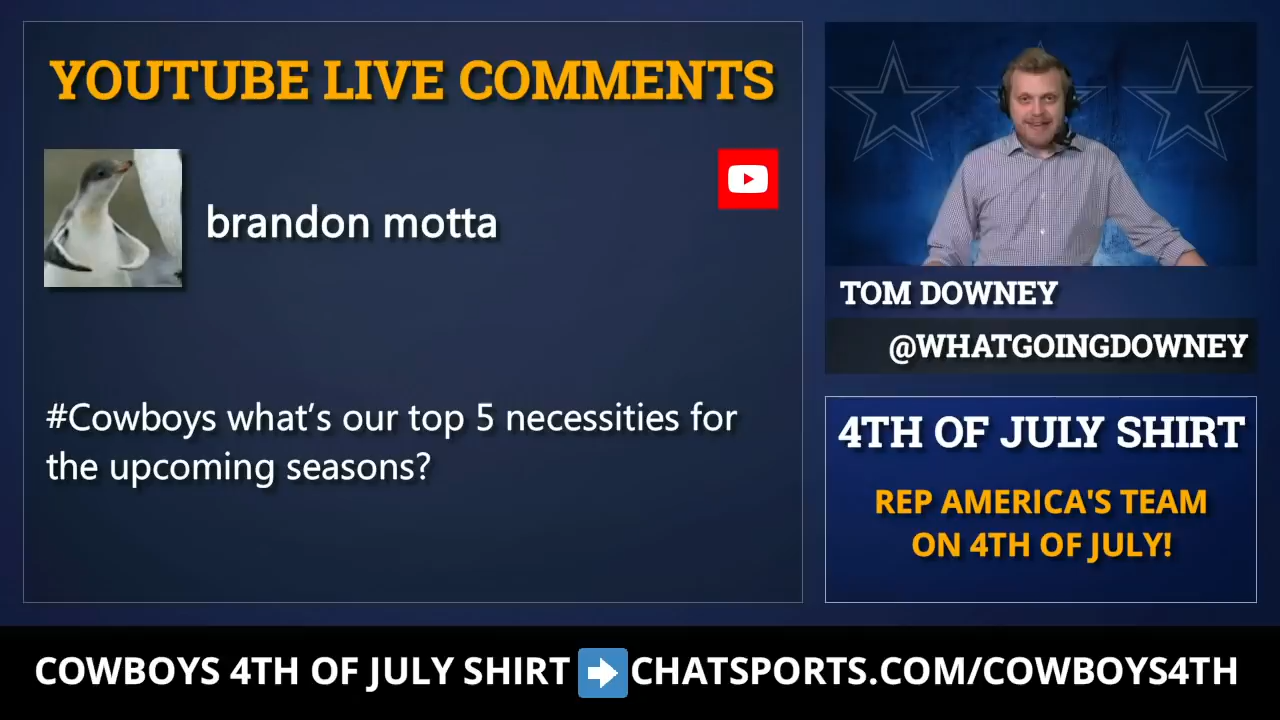 YOUTUBE LIVE COMMENTS
brandon motta
#Cowboys what's our top 5 necessities for
the upcoming seasons?
TOM DOWNEY
@WHATGOINGDOWNEY
4TH OF JULY SHIRT
REP AMERICA'S TEAM
ON 4TH OF JULY!
COWBOYS 4TH OF JULY SHIRT ➡ CHATSPORTS.COM/COWBOYS4TH